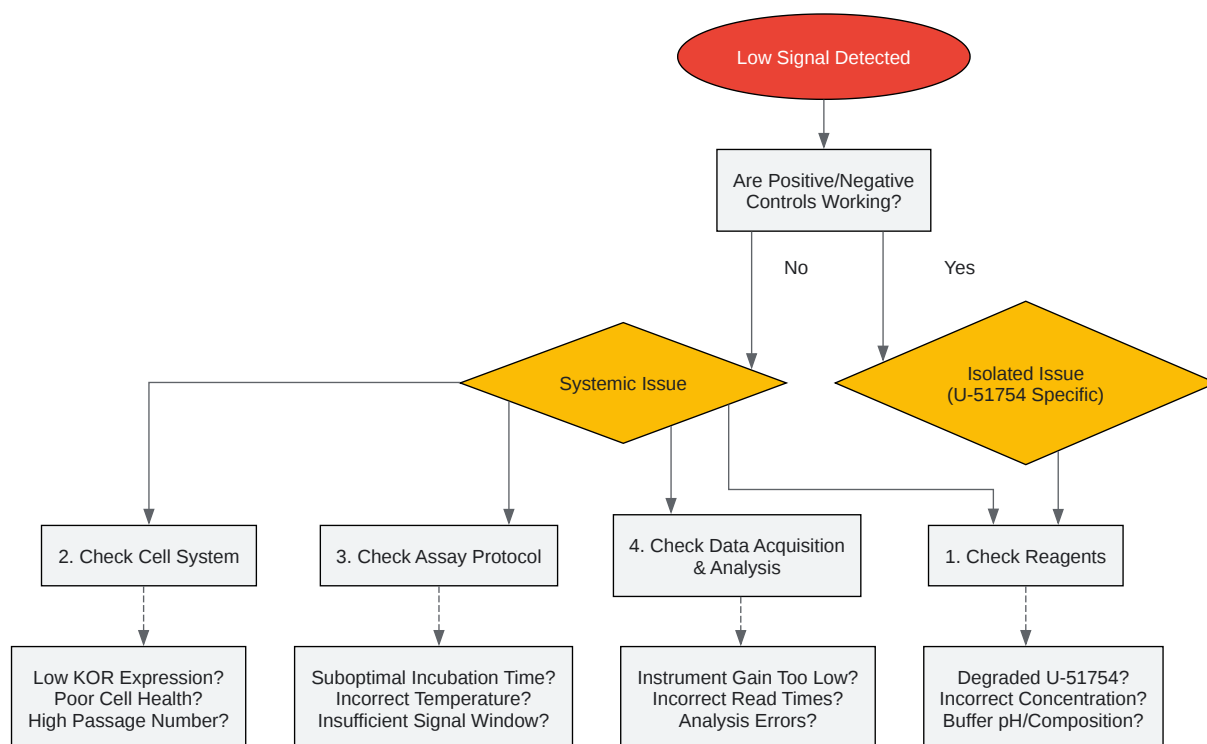 Low Signal Detected
Are Positive/Negative
Controls Working?
No
Yes
Systemic Issue
Isolated Issue
(U-51754 Specific)
2. Check Cell System
3. Check Assay Protocol
4. Check Data Acquisition
& Analysis
1. Check Reagents
Low KOR Expression?
Poor Cell Health?
High Passage Number?
Suboptimal Incubation Time?
Incorrect Temperature?
Insufficient Signal Window?
Instrument Gain Too Low?
Incorrect Read Times?
Analysis Errors?
Degraded U-51754?
Incorrect Concentration?
Buffer pH/Composition?